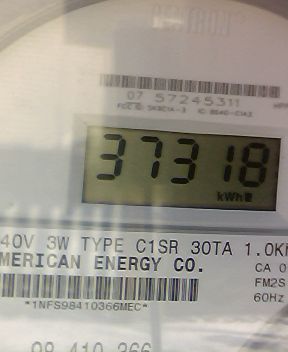 07 57245311
37318
kWh
40V 3W TYPE C1SR 30TA 1.0K
MERICAN ENERGY CO.
CA 0
FM2S
60Hz
*1NFS98410366MEC*
98 410 366